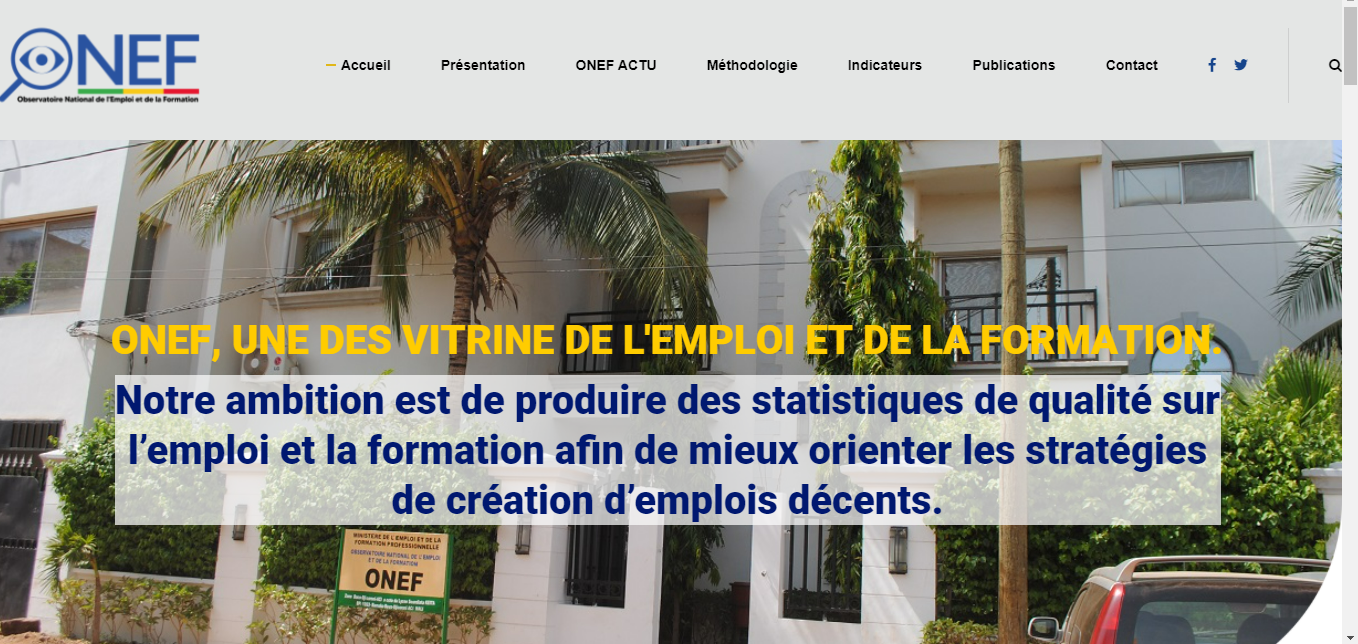 ONEF
Observatoire National de l'Emploi et de la Formation
Accueil
Présentation
ONEF ACTU
Méthodologie
Indicateurs
Publications
Contact
ONEF, UNE DES VITRINE DE L'EMPLOI ET DE LA FORMATION.
Notre ambition est de produire des statistiques de qualité sur
l’emploi et la formation afin de mieux orienter les stratégies
de création d’emplois décents.
MINISTÈRE DE L'EMPLOI ET DE LA
FORMATION PROFESSIONNELLE
OBSERVATOIRE NATIONAL DE L'EMPLOI
ET DE LA FORMATION
ONEF